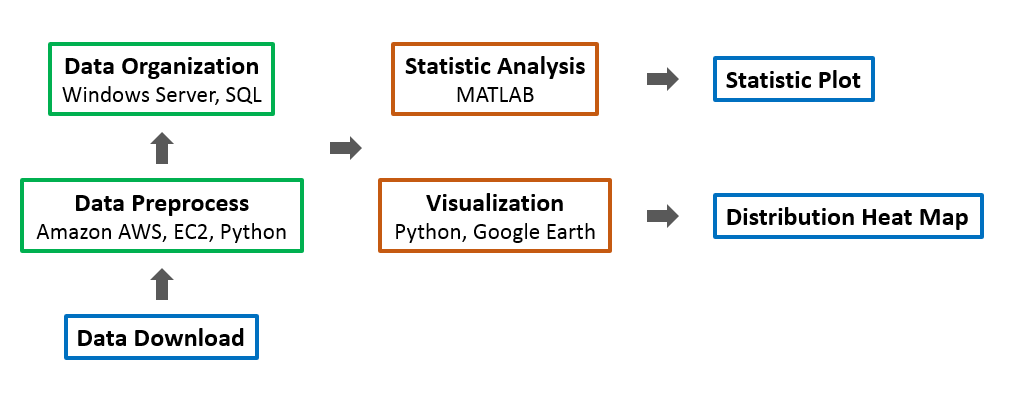 Data Organization
Windows Server, SQL
Statistic Analysis
MATLAB
Statistic Plot
Data Preprocess
Amazon AWS, EC2, Python
Visualization
Python, Google Earth
Distribution Heat Map
Data Download